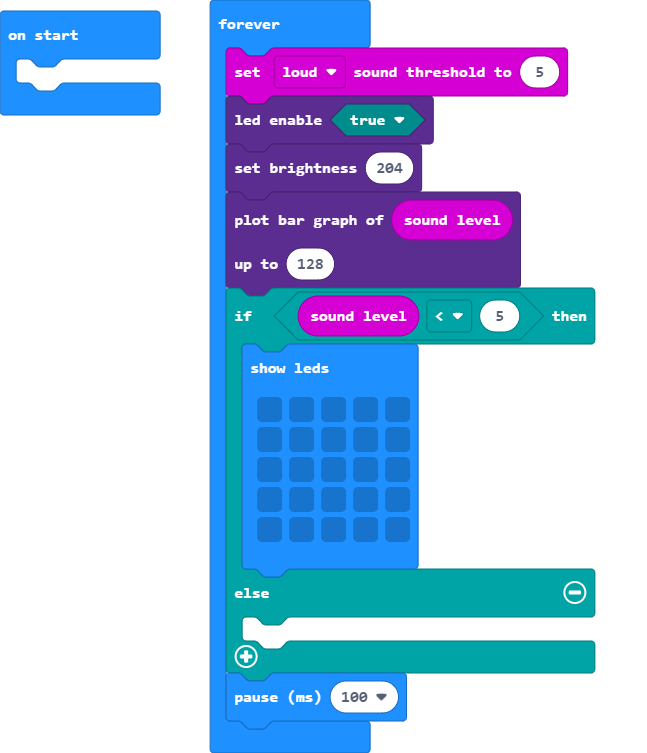 on start
forever
set loud sound threshold to 5
led enable true
set brightness 204
plot bar graph of sound level
up to 128
if sound level < 5 then
show leds
else
pause (ms) 100